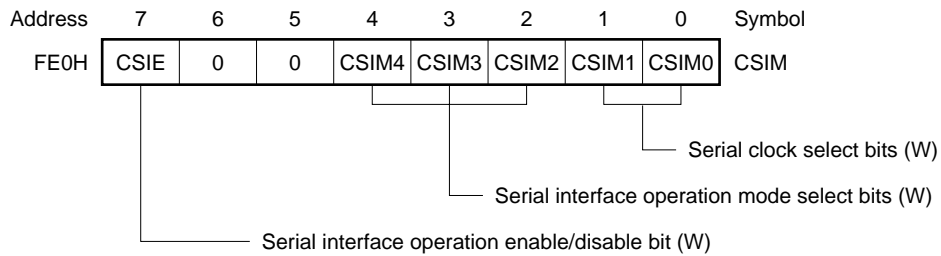 Address 7 6 5 4 3 2 1 0 Symbol
FE0H CSIE 0 0 CSIM4 CSIM3 CSIM2 CSIM1 CSIM0 CSIM
Serial clock select bits (W)
Serial interface operation mode select bits (W)
Serial interface operation enable/disable bit (W)